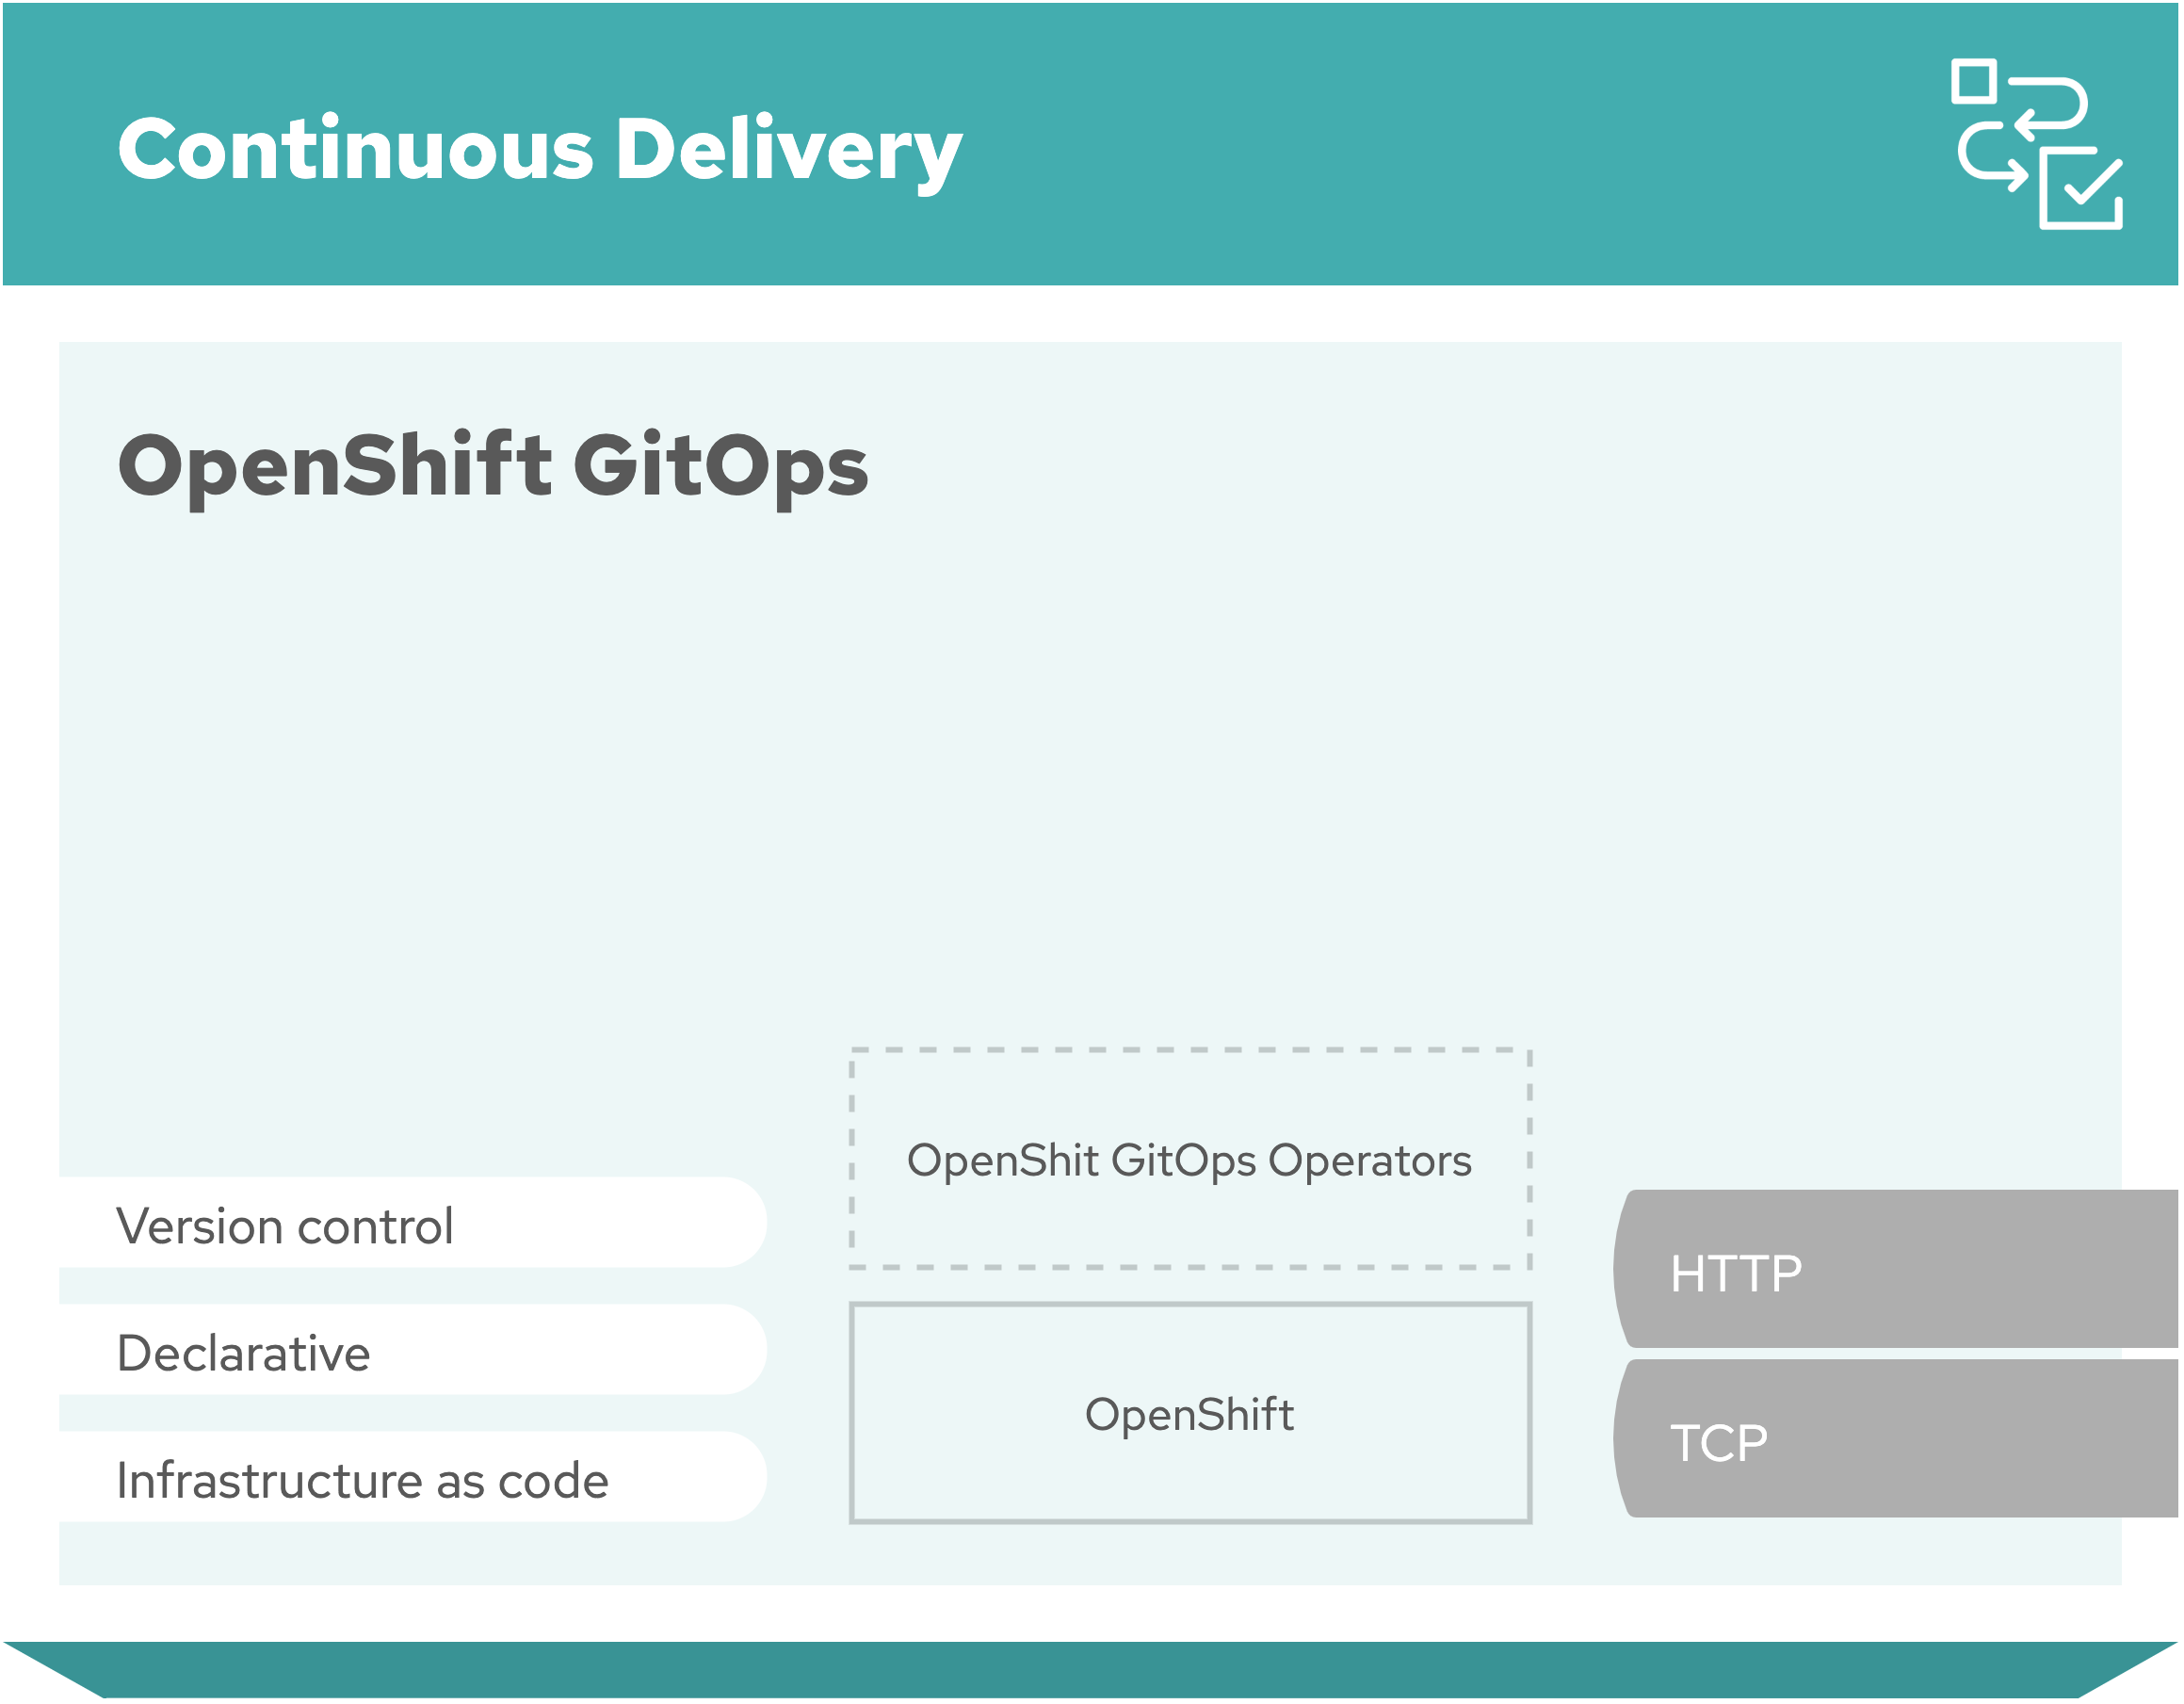 Continuous Delivery
OpenShift GitOps
Version control
Declarative
Infrastructure as code
OpenShit GitOps Operators
OpenShift
HTTP
TCP